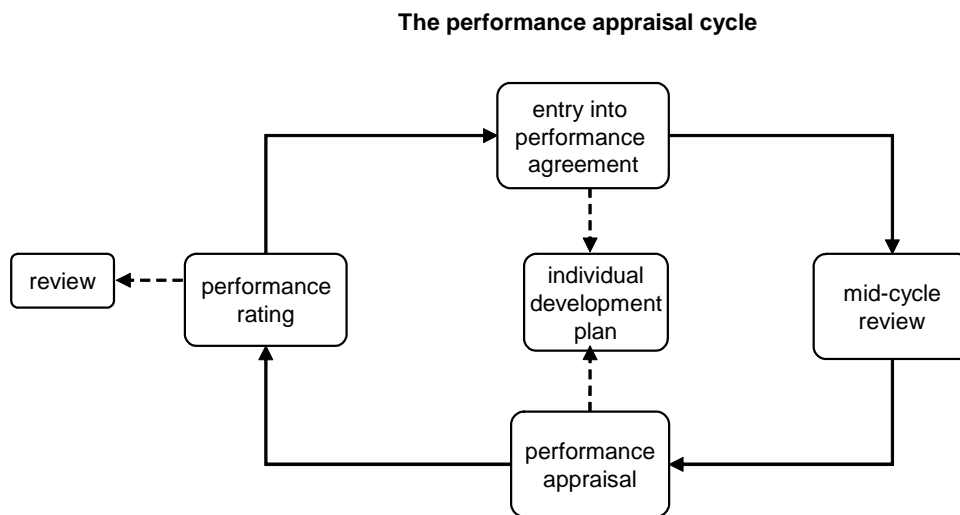 The performance appraisal cycle
entry into
performance
agreement
review
performance
rating
individual
development
plan
mid-cycle
review
performance
appraisal